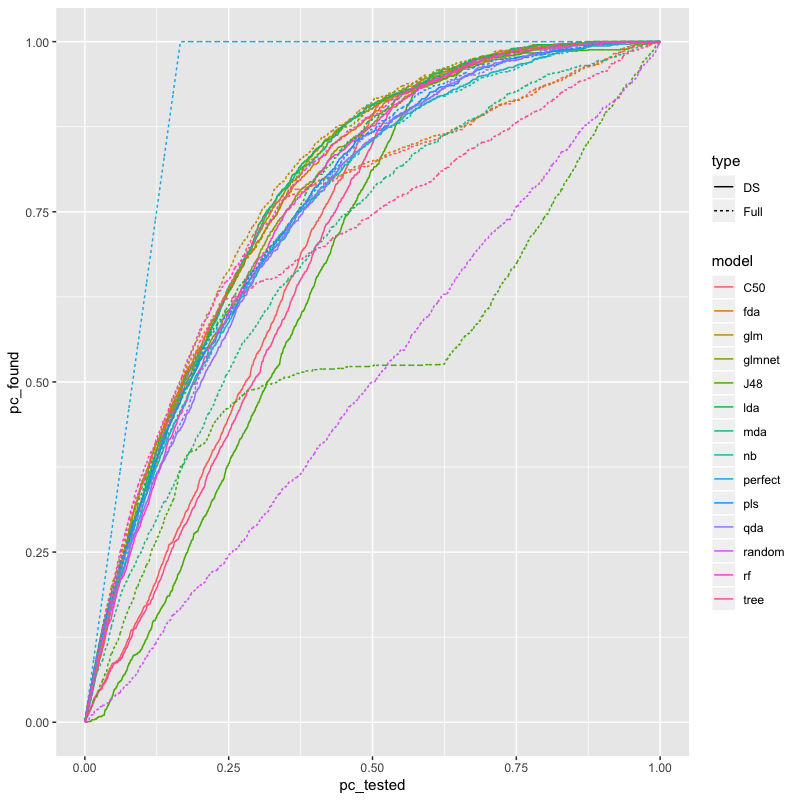 1.00
0.75
0.50
0.25
0.00
pc_found
0.00 0.25 0.50 0.75 1.00
pc_tested
type
DS
Full
model
C50
fda
glm
glmnet
J48
lda
mda
nb
perfect
pls
qda
random
rf
tree